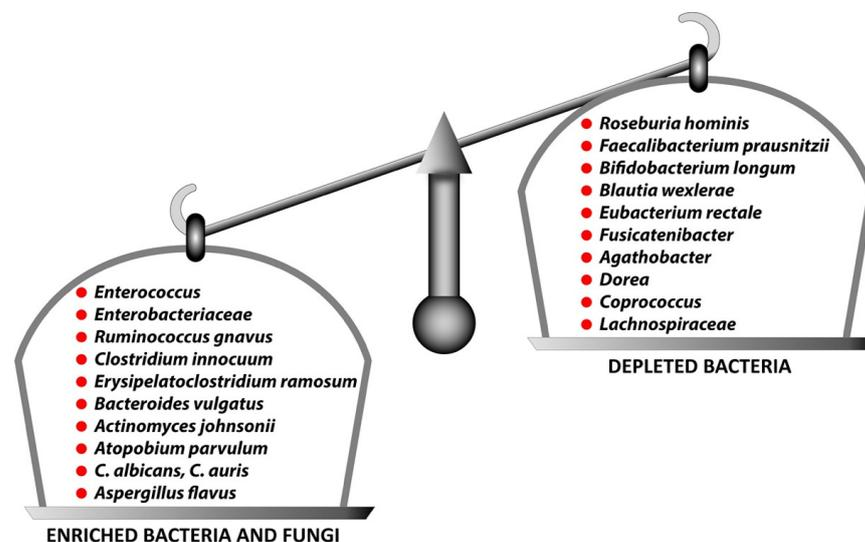 Roseburia hominis
Faecalibacterium prausnitzii
Bifidobacterium longum
Blautia wexlerae
Eubacterium rectale
Fusicatenibacter
Agathobacter
Dorea
Coprococcus
Lachnospiraceae
DEPLETED BACTERIA
Enterococcus
Enterobacteriaceae
Ruminococcus gnavus
Clostridium innocuum
Erysipelatoclostridium ramosum
Bacteroides vulgatus
Actinomyces johnsonii
Atopobium parvulum
C. albicans, C. auris
Aspergillus flavus
ENRICHED BACTERIA AND FUNGI